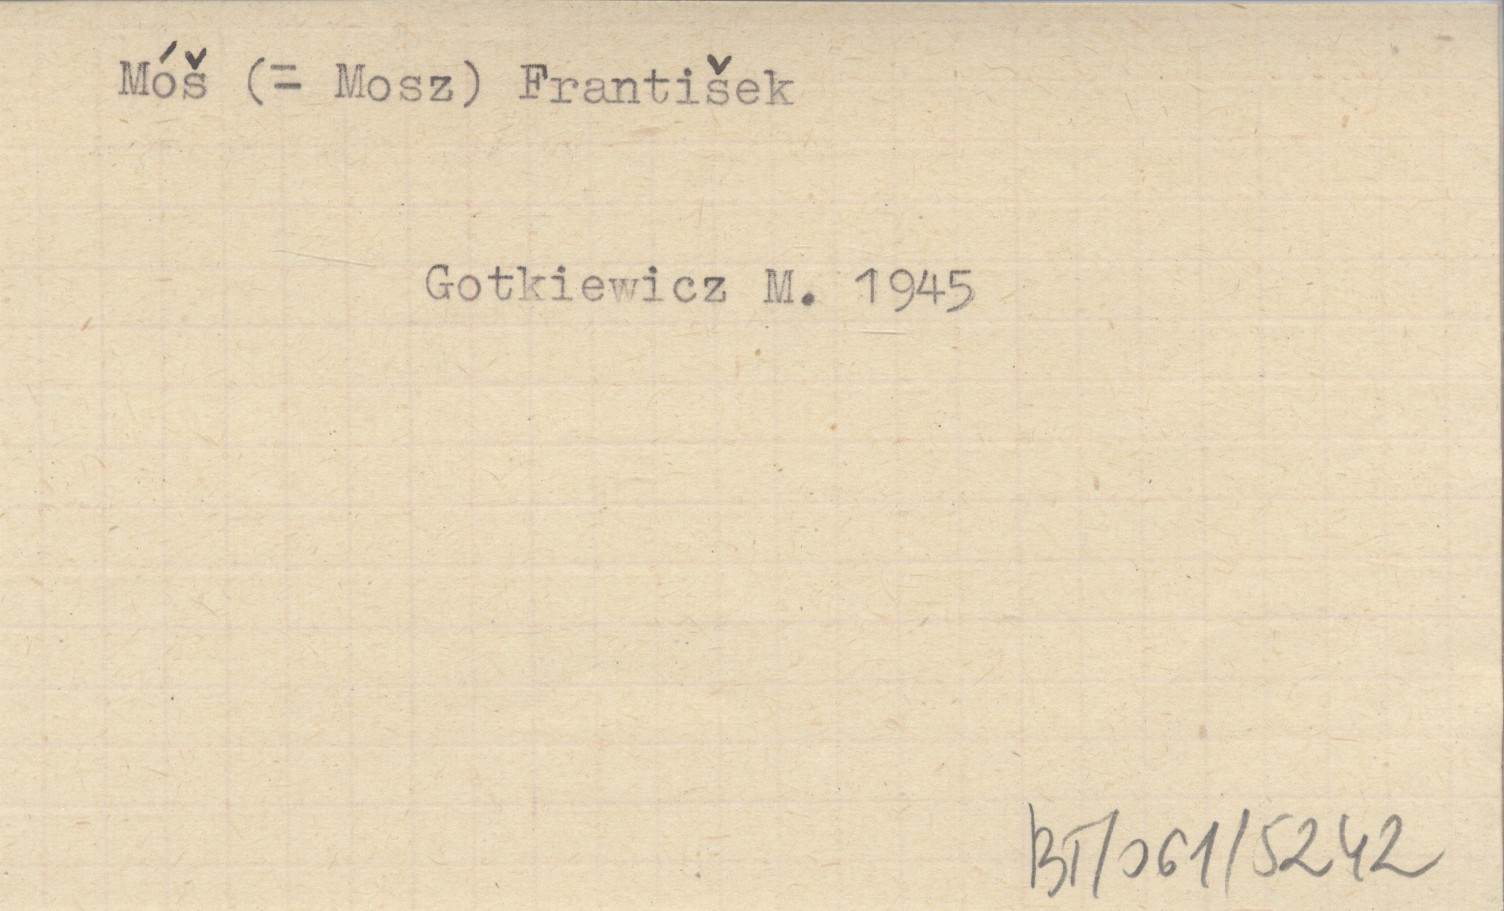 Móš (= Mosz) František
Gotkiewicz M. 1945
BT/061/5242